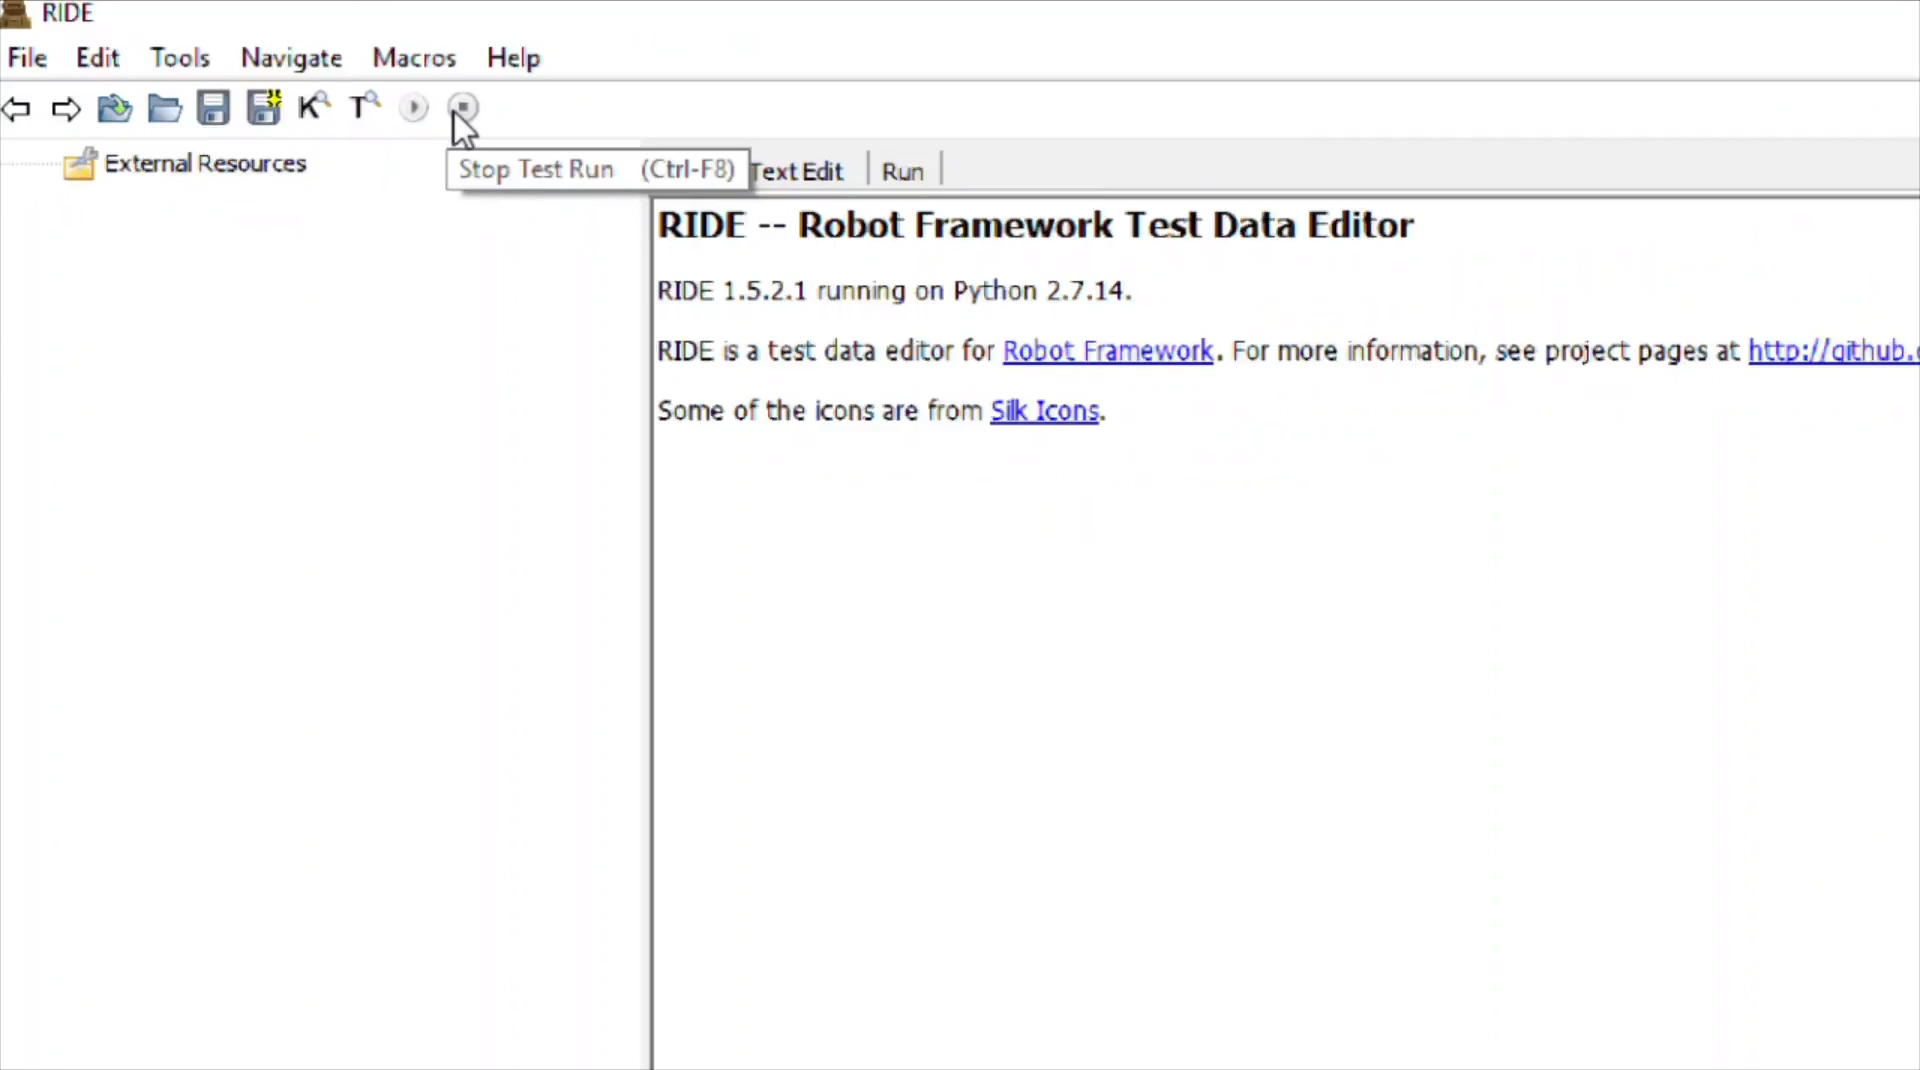 RIDE
File Edit Tools Navigate Macros Help
K T
External Resources
Stop Test Run (Ctrl-F8)
Text Edit
Run
RIDE -- Robot Framework Test Data Editor
RIDE 1.5.2.1 running on Python 2.7.14.
RIDE is a test data editor for Robot Framework. For more information, see project pages at http://github.
Some of the icons are from Silk Icons.